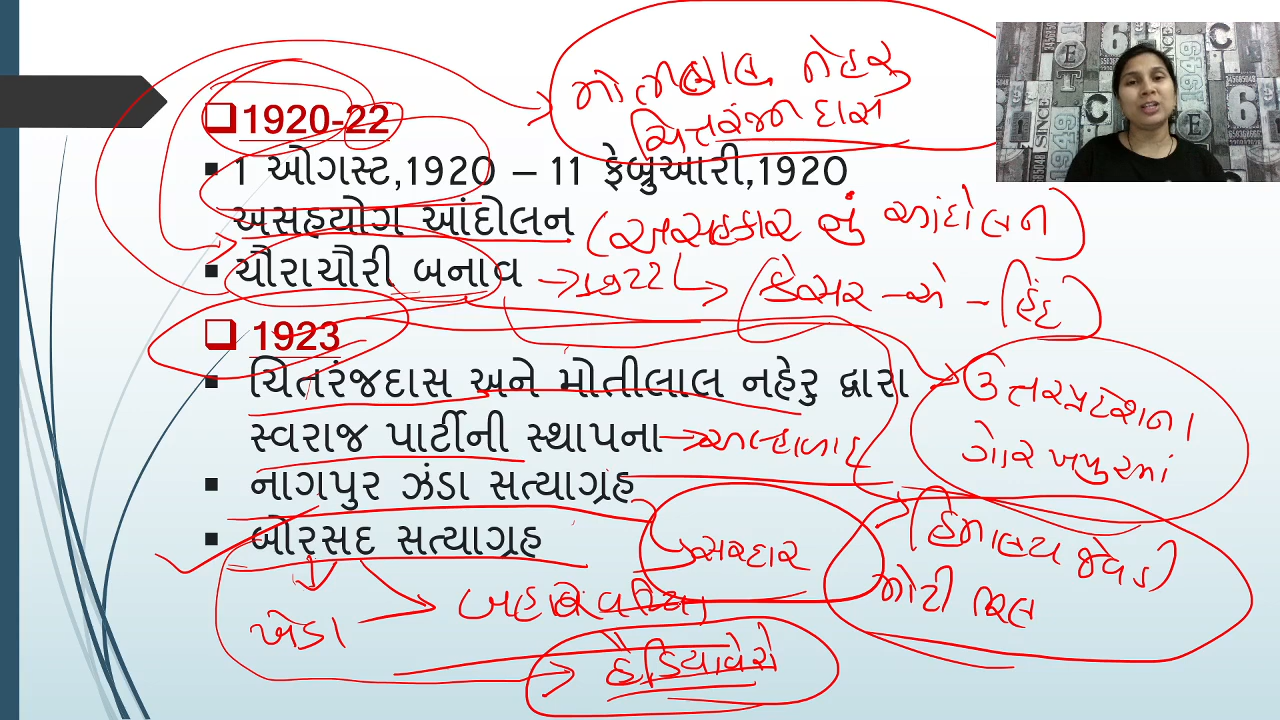 મોતીલાલ નેહરુ
ચિત્તરંજન દાસ
1920-22
1 ઓગસ્ટ,1920 – 11 ફેબ્રુઆરી,1920
અસહયોગ આંદોલન (અસહકાર નું આંદોલન)
ચૌરાચૌરી બનાવ → 1922 → કેસર-એ-હિંદ
1923
ચિતરંજદાસ અને મોતીલાલ નહેરુ દ્વારા
સ્વરાજ પાર્ટીની સ્થાપના → અલ્હાબાદ
ઉત્તરપ્રદેશના
ગોરખપુરમાં
નાગપુર ઝંડા સત્યાગ્રહ
બોરસદ સત્યાગ્રહ
સરદાર
હિમાલય જેવડી
મોટી ભૂલ
ખેડા
હૈડિયાવેરો